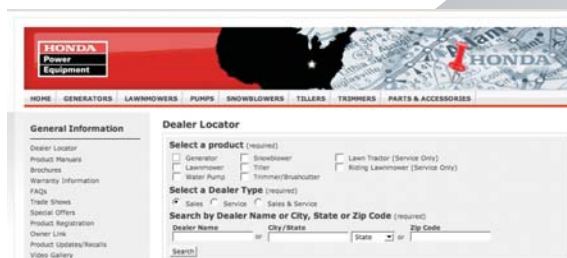 HONDA
Power
Equipment
HONDA
HOME GENERATORS LAWNMOWERS PUMPS SNOWBLOWERS TILLERS TRIMMERS PARTS & ACCESSORIES
General Information
Dealer Locator
Product Manuals
Brochures
Warranty Information
FAQs
Trade Shows
Special Offers
Product Registration
Owner Link
Product Updates/Recalls
Video Gallery
Dealer Locator
Select a product (required)
Generator Snowblower Lawn Tractor (Service Only)
Lawnmower Tiller Riding Lawnmower (Service Only)
Water Pump Trimmer/Brushcutter
Select a Dealer Type (required)
Sales Service Sales & Service
Search by Dealer Name or City, State or Zip Code (required)
Dealer Name City/State Zip Code
or State or
Search